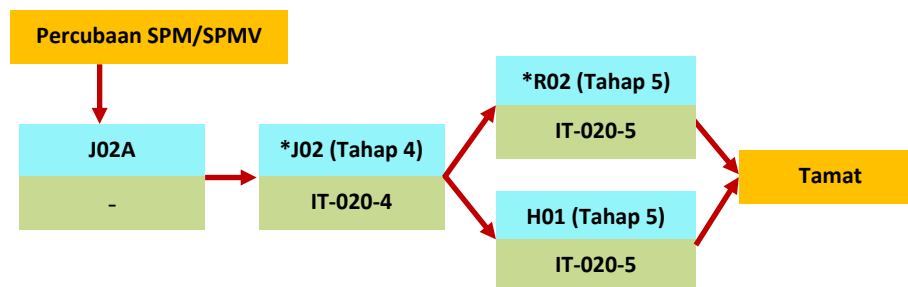 Percubaan SPM/SPMV
J02A
-
*J02 (Tahap 4)
IT-020-4
*R02 (Tahap 5)
IT-020-5
H01 (Tahap 5)
IT-020-5
Tamat